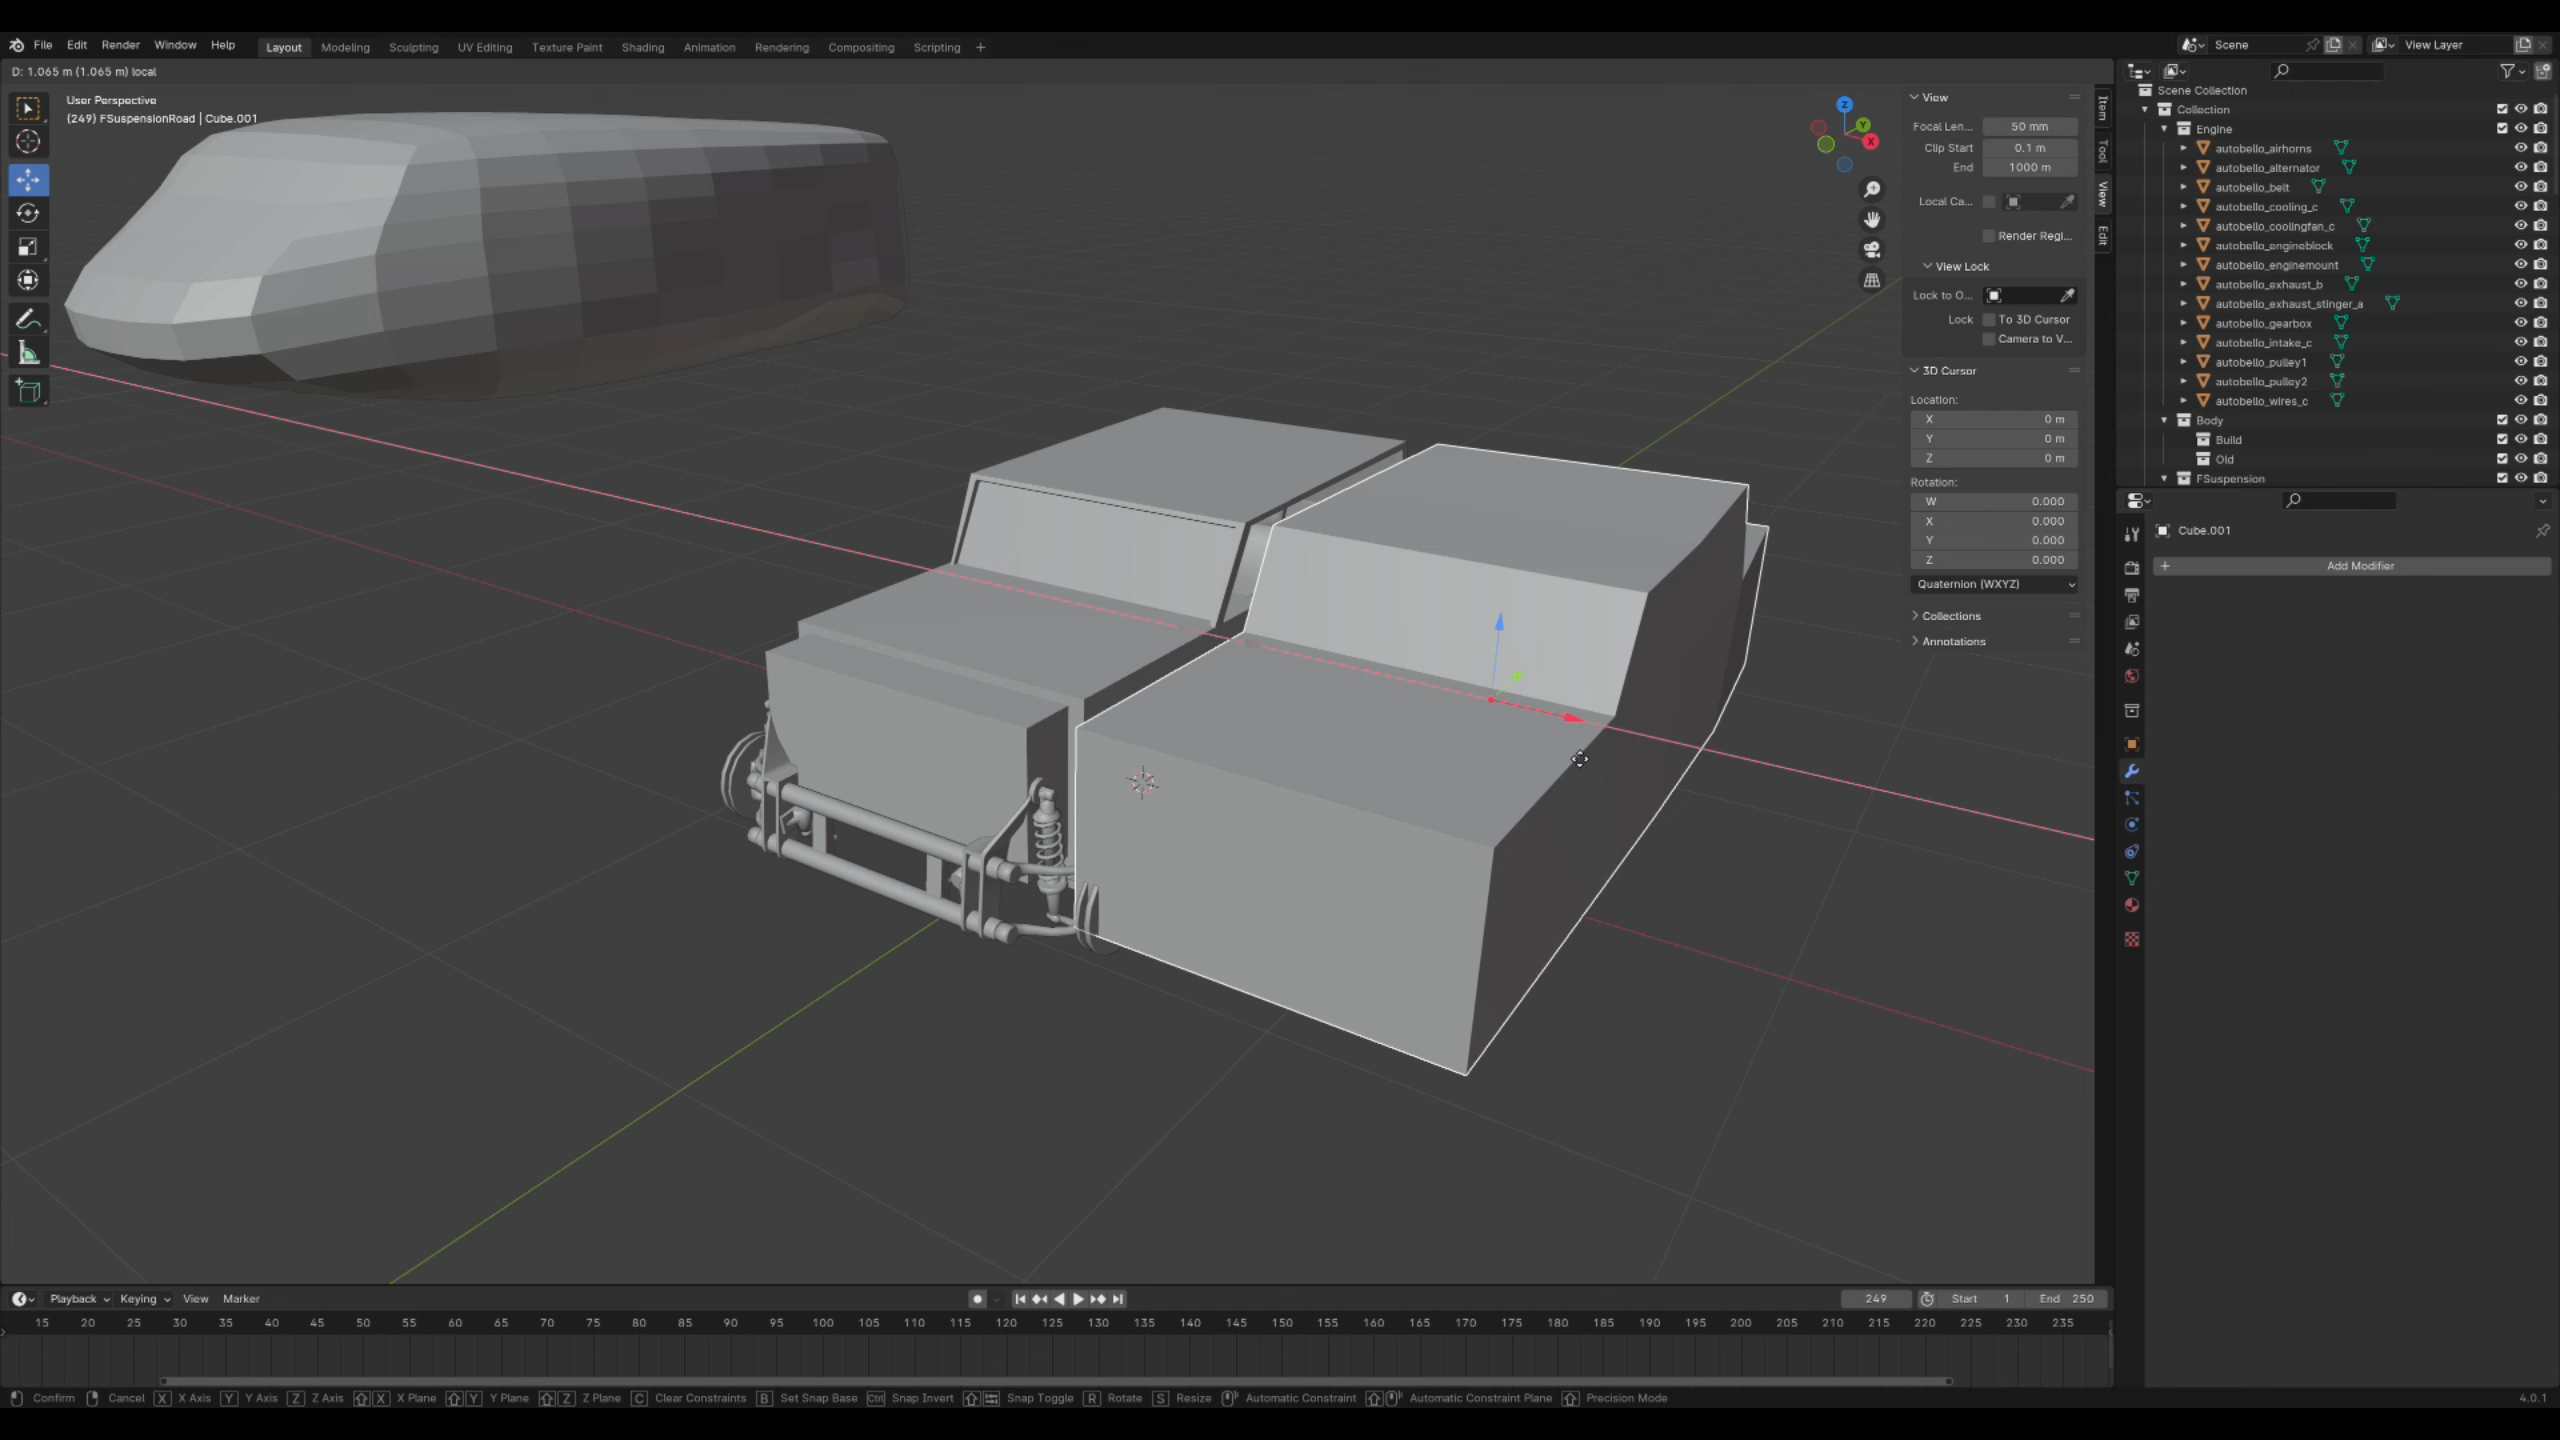 File Edit Render Window Help Layout Modeling Sculpting UV Editing Texture Paint Shading Animation Rendering Compositing Scripting + Scene View Layer
D: 1.065 m (1.065 m) local
User Perspective
(249) FSuspensionRoad | Cube.001
Z
Y
X
View
Focal Len... 50 mm
Clip Start 0.1 m
End 1000 m
Local Ca...
Render Regi...
View Lock
Lock to O...
Lock To 3D Cursor
Camera to V...
3D Cursor
Location:
X 0 m
Y 0 m
Z 0 m
Rotation:
W 0.000
X 0.000
Y 0.000
Z 0.000
Quaternion (WXYZ)
Collections
Annotations
Item
Tool
View
Edit
Scene Collection
Collection
Engine
autobello_airhorns
autobello_alternator
autobello_belt
autobello_cooling_c
autobello_coolingfan_c
autobello_engineblock
autobello_enginemount
autobello_exhaust_b
autobello_exhaust_stinger_a
autobello_gearbox
autobello_intake_c
autobello_pulley1
autobello_pulley2
autobello_wires_c
Body
Build
Old
FSuspension
Cube.001
+ Add Modifier
Playback Keying View Marker 249 Start 1 End 250
15 20 25 30 35 40 45 50 55 60 65 70 75 80 85 90 95 100 105 110 115 120 125 130 135 140 145 150 155 160 165 170 175 180 185 190 195 200 205 210 215 220 225 230 235
Confirm Cancel X X Axis Y Y Axis Z Z Axis X X Plane Y Y Plane Z Z Plane C Clear Constraints B Set Snap Base Ctrl Snap Invert Snap Toggle R Rotate S Resize Automatic Constraint Automatic Constraint Plane Precision Mode 4.0.1